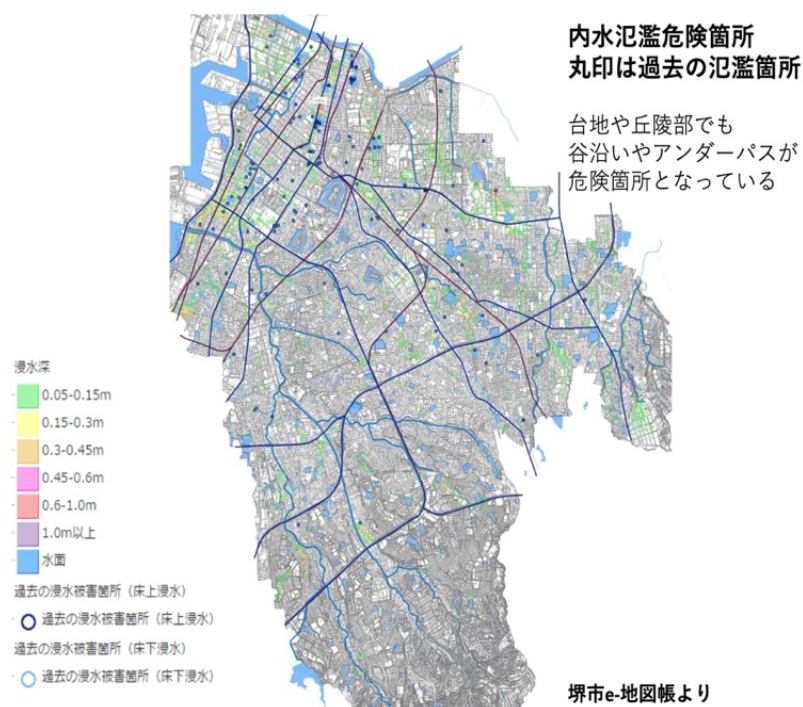 内水氾濫危険箇所
丸印は過去の氾濫箇所
台地や丘陵部でも
谷沿いやアンダーパスが
危険箇所となっている
浸水深
0.05-0.15m
0.15-0.3m
0.3-0.45m
0.45-0.6m
0.6-1.0m
1.0m以上
水面
過去の浸水被害箇所（床上浸水）
過去の浸水被害箇所（床上浸水）
過去の浸水被害箇所（床下浸水）
過去の浸水被害箇所（床下浸水）
堺市e-地図帳より